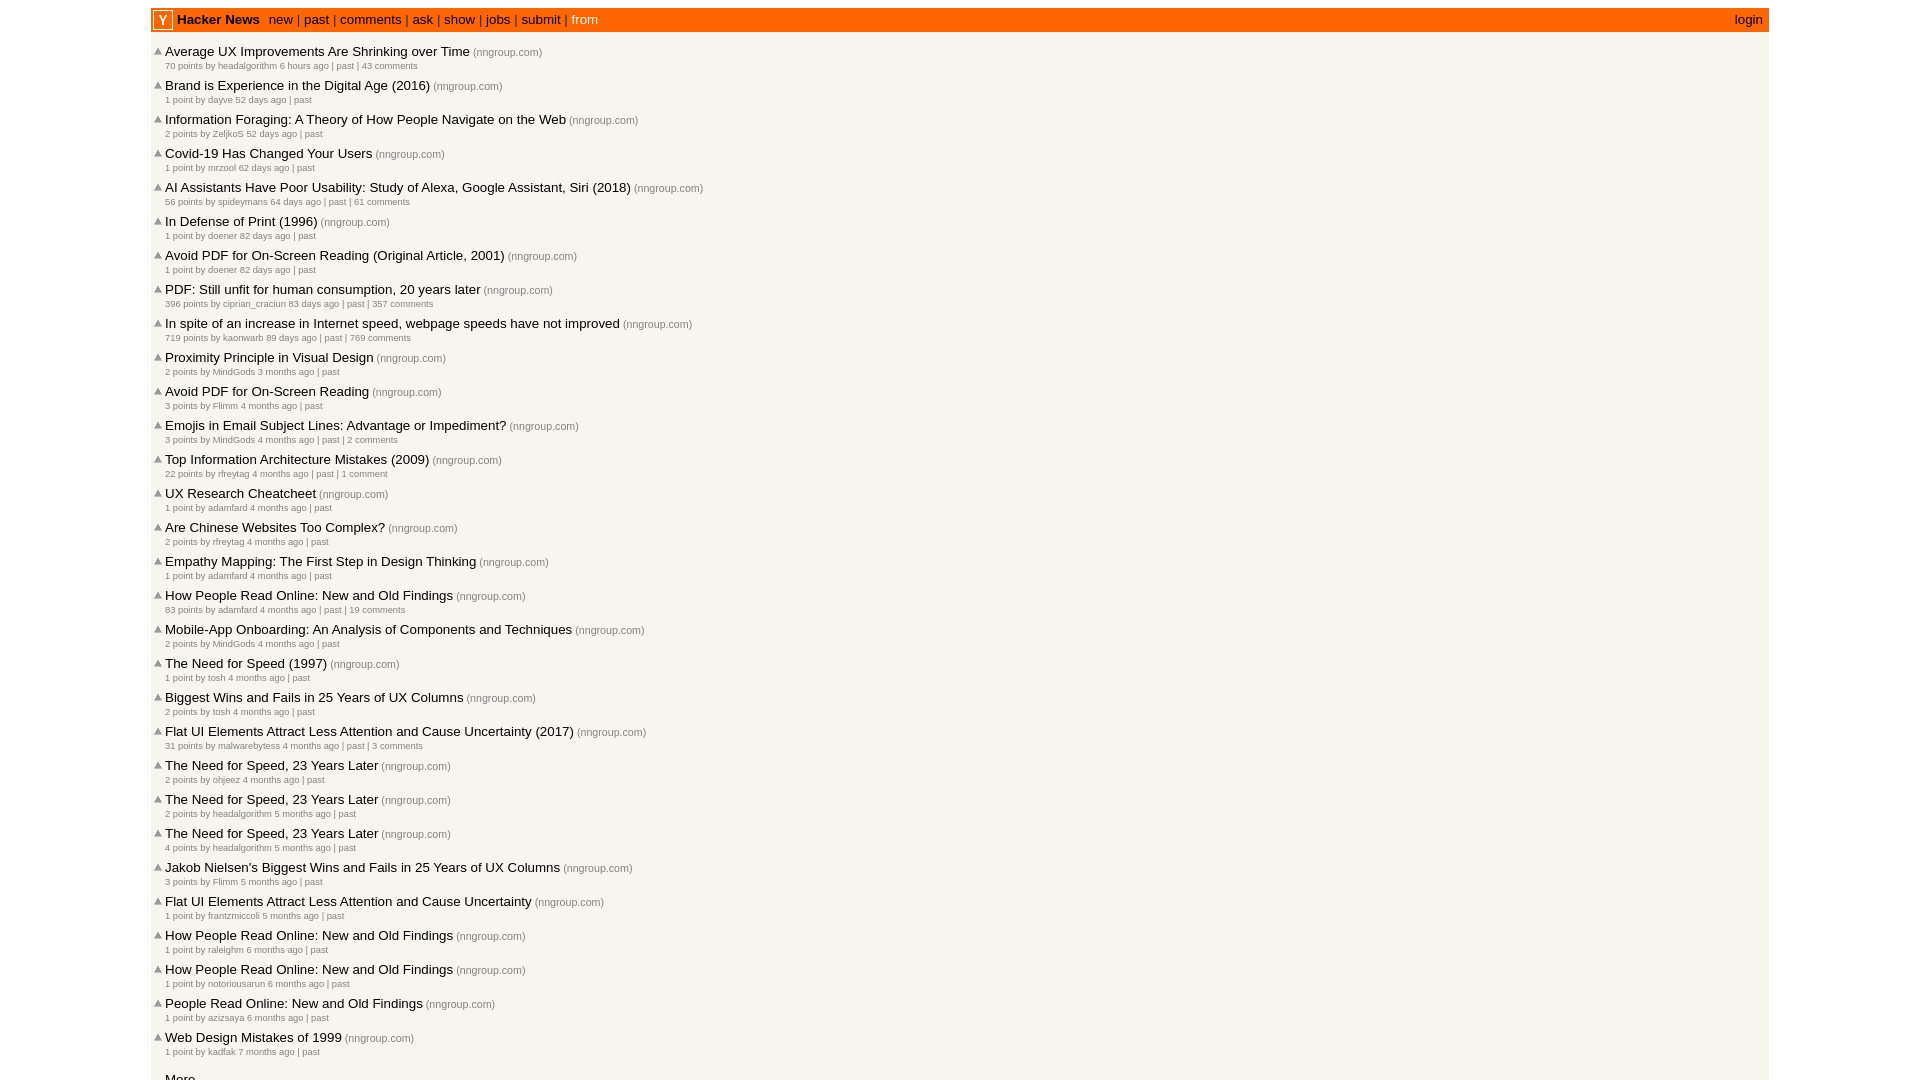 Y Hacker News new | past | comments | ask | show | jobs | submit | from login
Average UX Improvements Are Shrinking over Time (nngroup.com)
70 points by headalgorithm 6 hours ago | past | 43 comments
Brand is Experience in the Digital Age (2016) (nngroup.com)
1 point by dayve 52 days ago | past
Information Foraging: A Theory of How People Navigate on the Web (nngroup.com)
2 points by ZeljkoS 52 days ago | past
Covid-19 Has Changed Your Users (nngroup.com)
1 point by mrzool 62 days ago | past
AI Assistants Have Poor Usability: Study of Alexa, Google Assistant, Siri (2018) (nngroup.com)
56 points by spideymans 64 days ago | past | 61 comments
In Defense of Print (1996) (nngroup.com)
1 point by doener 82 days ago | past
Avoid PDF for On-Screen Reading (Original Article, 2001) (nngroup.com)
1 point by doener 82 days ago | past
PDF: Still unfit for human consumption, 20 years later (nngroup.com)
396 points by ciprian_craciun 83 days ago | past | 357 comments
In spite of an increase in Internet speed, webpage speeds have not improved (nngroup.com)
719 points by kaonwarb 89 days ago | past | 769 comments
Proximity Principle in Visual Design (nngroup.com)
2 points by MindGods 3 months ago | past
Avoid PDF for On-Screen Reading (nngroup.com)
3 points by Flimm 4 months ago | past
Emojis in Email Subject Lines: Advantage or Impediment? (nngroup.com)
3 points by MindGods 4 months ago | past | 2 comments
Top Information Architecture Mistakes (2009) (nngroup.com)
22 points by rfreytag 4 months ago | past | 1 comment
UX Research Cheatcheet (nngroup.com)
1 point by adamfard 4 months ago | past
Are Chinese Websites Too Complex? (nngroup.com)
2 points by rfreytag 4 months ago | past
Empathy Mapping: The First Step in Design Thinking (nngroup.com)
1 point by adamfard 4 months ago | past
How People Read Online: New and Old Findings (nngroup.com)
83 points by adamfard 4 months ago | past | 19 comments
Mobile-App Onboarding: An Analysis of Components and Techniques (nngroup.com)
2 points by MindGods 4 months ago | past
The Need for Speed (1997) (nngroup.com)
1 point by tosh 4 months ago | past
Biggest Wins and Fails in 25 Years of UX Columns (nngroup.com)
2 points by tosh 4 months ago | past
Flat UI Elements Attract Less Attention and Cause Uncertainty (2017) (nngroup.com)
31 points by malwarebytess 4 months ago | past | 3 comments
The Need for Speed, 23 Years Later (nngroup.com)
2 points by ohjeez 4 months ago | past
The Need for Speed, 23 Years Later (nngroup.com)
2 points by headalgorithm 5 months ago | past
The Need for Speed, 23 Years Later (nngroup.com)
4 points by headalgorithm 5 months ago | past
Jakob Nielsen's Biggest Wins and Fails in 25 Years of UX Columns (nngroup.com)
3 points by Flimm 5 months ago | past
Flat UI Elements Attract Less Attention and Cause Uncertainty (nngroup.com)
1 point by frantzmiccoli 5 months ago | past
How People Read Online: New and Old Findings (nngroup.com)
1 point by raleighm 6 months ago | past
How People Read Online: New and Old Findings (nngroup.com)
1 point by notoriousarun 6 months ago | past
People Read Online: New and Old Findings (nngroup.com)
1 point by azizsaya 6 months ago | past
Web Design Mistakes of 1999 (nngroup.com)
1 point by kadfak 7 months ago | past
More